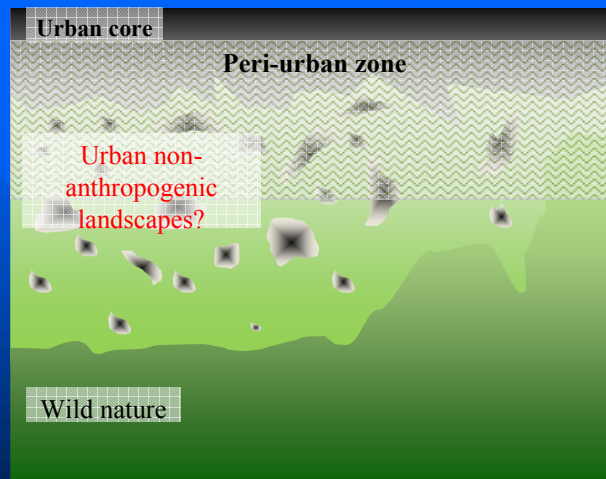 Urban core
Peri-urban zone
Urban non-
anthropogenic
landscapes?
Wild nature